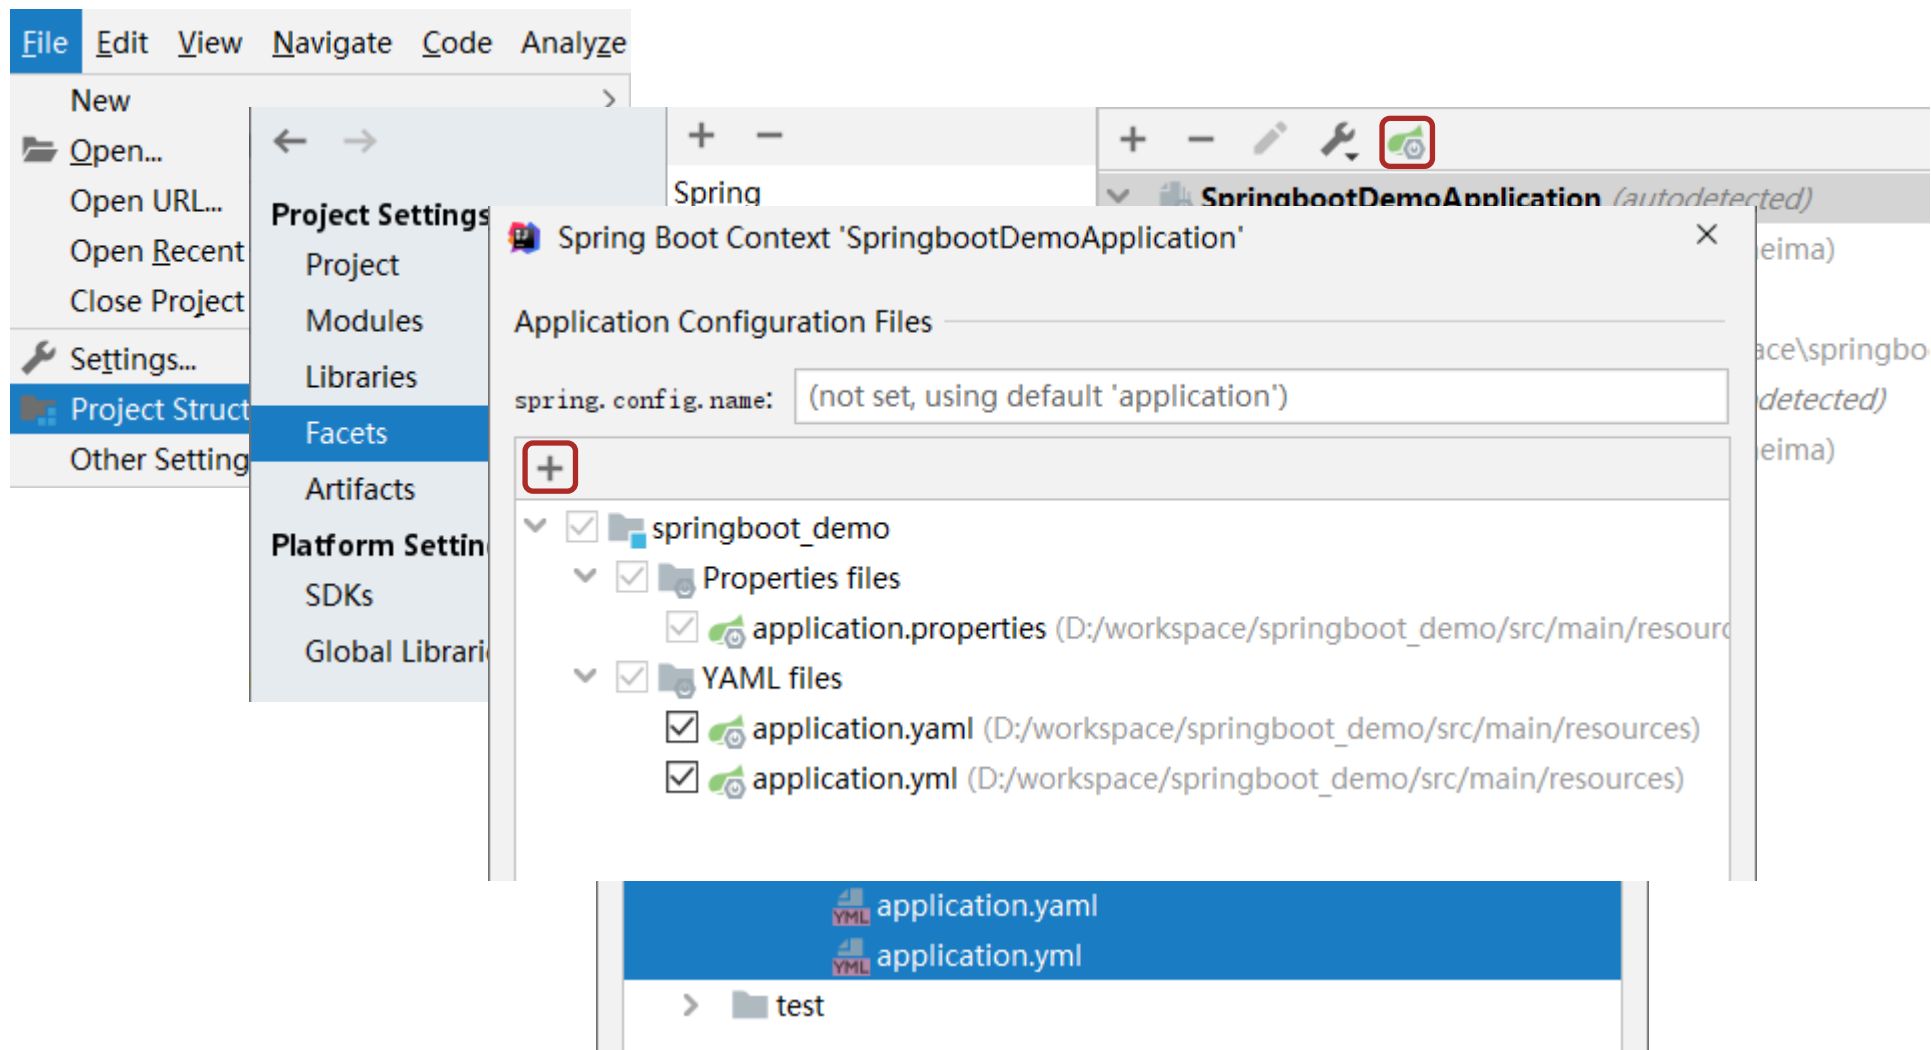 File Edit View Navigate Code Analyze
New
Open...
Open URL...
Open Recent
Close Project
Settings...
Project Struct
Other Setting
Project Settings
Project
Modules
Libraries
Facets
Artifacts
Platform Settin
SDKs
Global Librari
Spring
SpringbootDemoApplication (autodetected)
eima)
ace\springbo
detected)
eima)
Spring Boot Context 'SpringbootDemoApplication'
Application Configuration Files
spring.config.name: (not set, using default 'application')
springboot_demo
Properties files
application.properties (D:/workspace/springboot_demo/src/main/resourc
YAML files
application.yaml (D:/workspace/springboot_demo/src/main/resources)
application.yml (D:/workspace/springboot_demo/src/main/resources)
YML application.yaml
YML application.yml
test